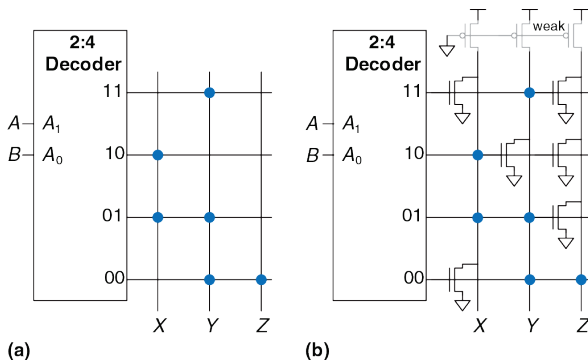 2:4
Decoder
11
A A₁
B A₀
10
01
00
X Y Z
(a)
weak
2:4
Decoder
11
A A₁
B A₀
10
01
00
X Y Z
(b)